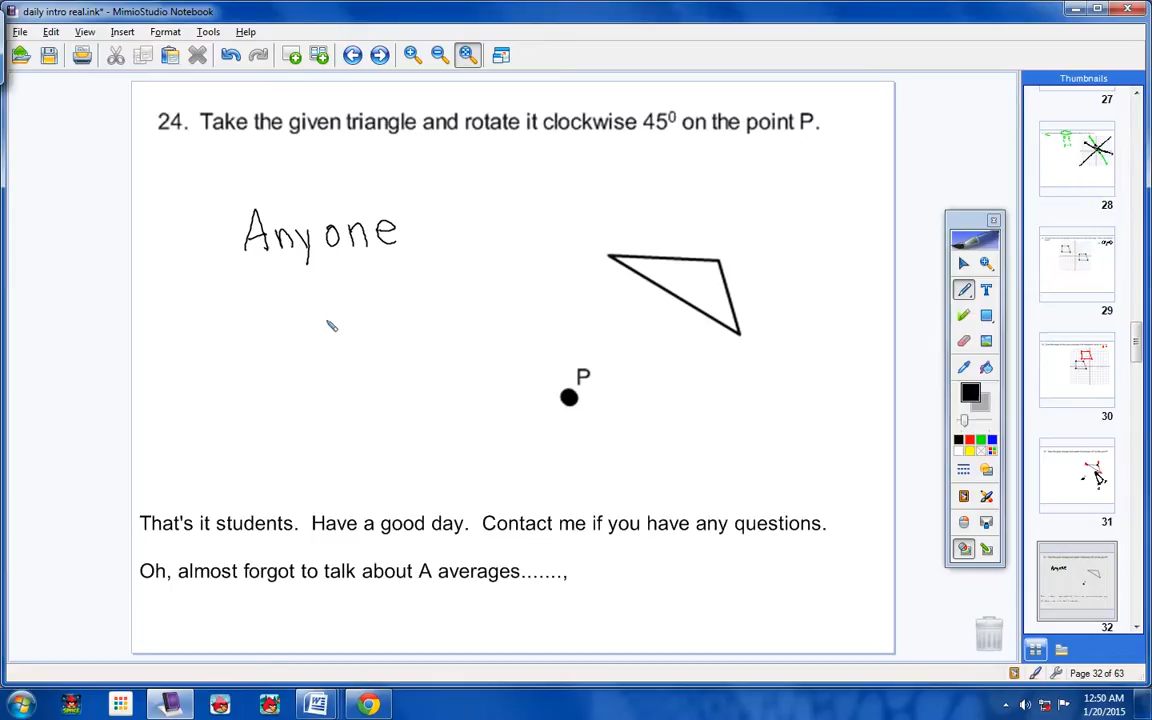 daily intro real.ink* - MimioStudio Notebook
File Edit View Insert Format Tools Help
Thumbnails
24. Take the given triangle and rotate it clockwise 45⁰ on the point P.
Anyone
P
That's it students. Have a good day. Contact me if you have any questions.
Oh, almost forgot to talk about A averages.......,
27
28
29
30
31
32
Page 32 of 63
12:50 AM
1/20/2015